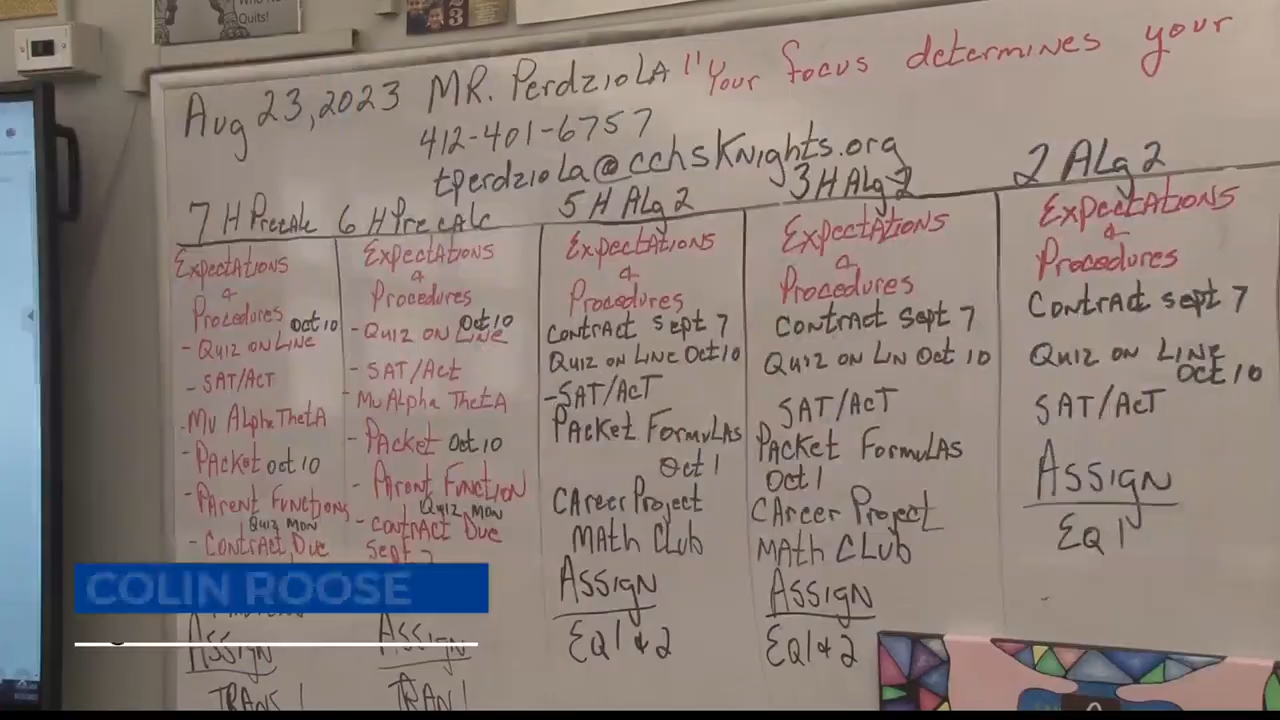 Quits!
23
Aug 23, 2023 MR. PerdzioLA "Your focus determines your
412-401-6757
tperdziola@cchsKnights.org
7 H Precalc
Expectations
&
Procedures
Oct 10
- Quiz on Line
- SAT/ACT
- Mu Alpha Theta
- Packet Oct 10
- Parent Functions
Quiz Mon
- Contract Due
Assign
TRANS 1
6 H Precalc
Expectations
&
Procedures
Oct 10
- Quiz on Line
- SAT/Act
- Mu Alpha Theta
- Packet Oct 10
- Parent Function
Quiz Mon
- Contract Due
Sept 7
Assign
TRAN 1
5 H Alg 2
Expectations
&
Procedures
Contract Sept 7
Quiz on Line Oct 10
- SAT/ACT
Packet Formulas
Oct 1
Career Project
Math Club
Assign
EQ 1 & 2
3 H Alg 2
Expectations
&
Procedures
Contract Sept 7
Quiz on Lin Oct 10
SAT/ACT
Packet Formulas
Oct 1
Career Project
Math Club
Assign
EQ 1 & 2
2 ALg 2
Expectations
&
Procedures
Contract Sept 7
Quiz on Line
Oct 10
SAT/ACT
Assign
EQ 1
COLIN ROOSE